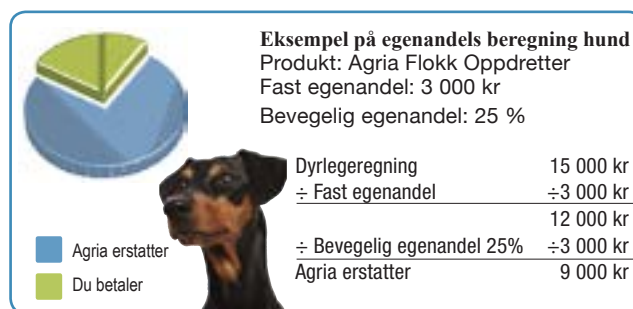 Eksempel på egenandels beregning hund
Produkt: Agria Flokk Oppdretter
Fast egenandel: 3 000 kr
Bevegelig egenandel: 25 %
Dyrlegeregning 15 000 kr
÷ Fast egenandel ÷3 000 kr
12 000 kr
÷ Bevegelig egenandel 25% ÷3 000 kr
Agria erstatter 9 000 kr
Agria erstatter
Du betaler